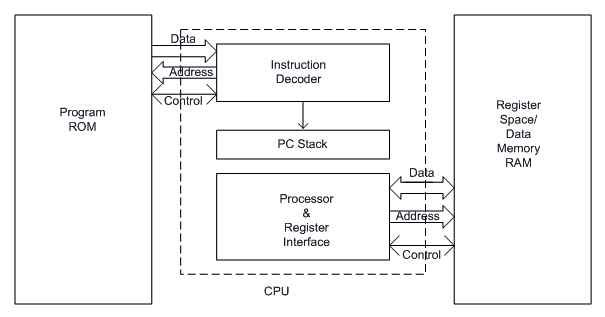 Program
ROM
Data
Address
Control
Instruction
Decoder
PC Stack
Processor
&
Register
Interface
CPU
Data
Address
Control
Register
Space/
Data
Memory
RAM